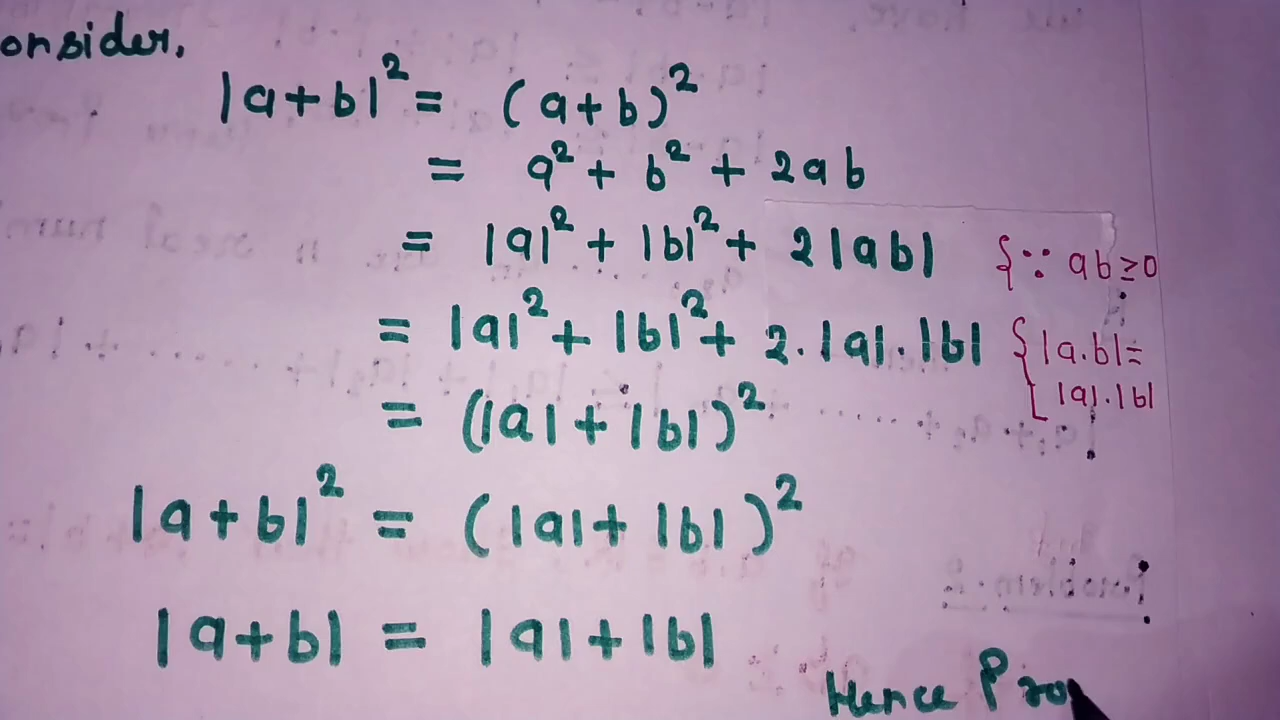 onsider,
|a+b|² = (a+b)²
= a² + b² + 2ab
= |a|² + |b|² + 2|ab| {∵ ab ≥ 0
= |a|² + |b|² + 2.|a|.|b| {|a.b| =
|a|.|b|
= (|a| + |b|)²
|a+b|² = (|a| + |b|)²
|a+b| = |a| + |b|
Hence Pro